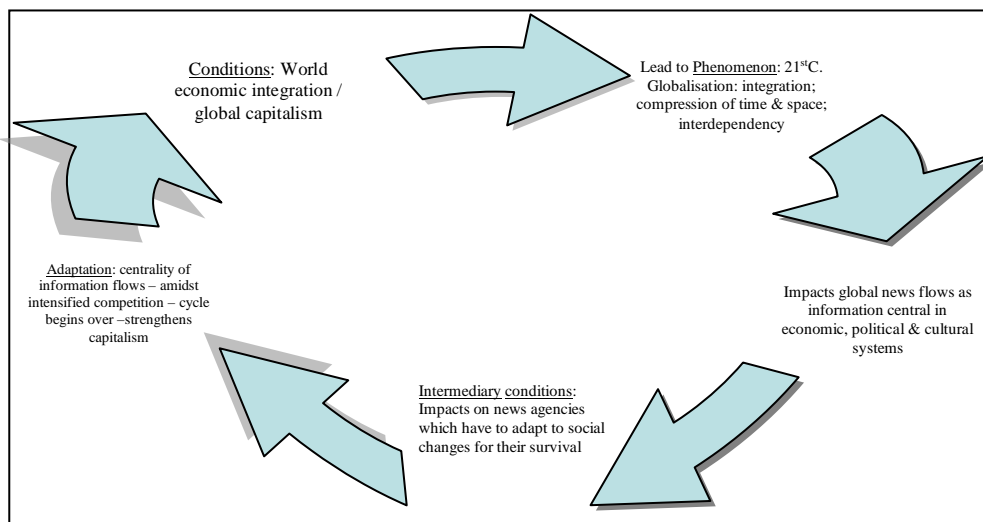 Conditions: World
economic integration /
global capitalism
Lead to Phenomenon: 21stC.
Globalisation: integration;
compression of time & space;
interdependency
Impacts global news flows as
information central in
economic, political & cultural
systems
Intermediary conditions:
Impacts on news agencies
which have to adapt to social
changes for their survival
Adaptation: centrality of
information flows – amidst
intensified competition – cycle
begins over –strengthens
capitalism